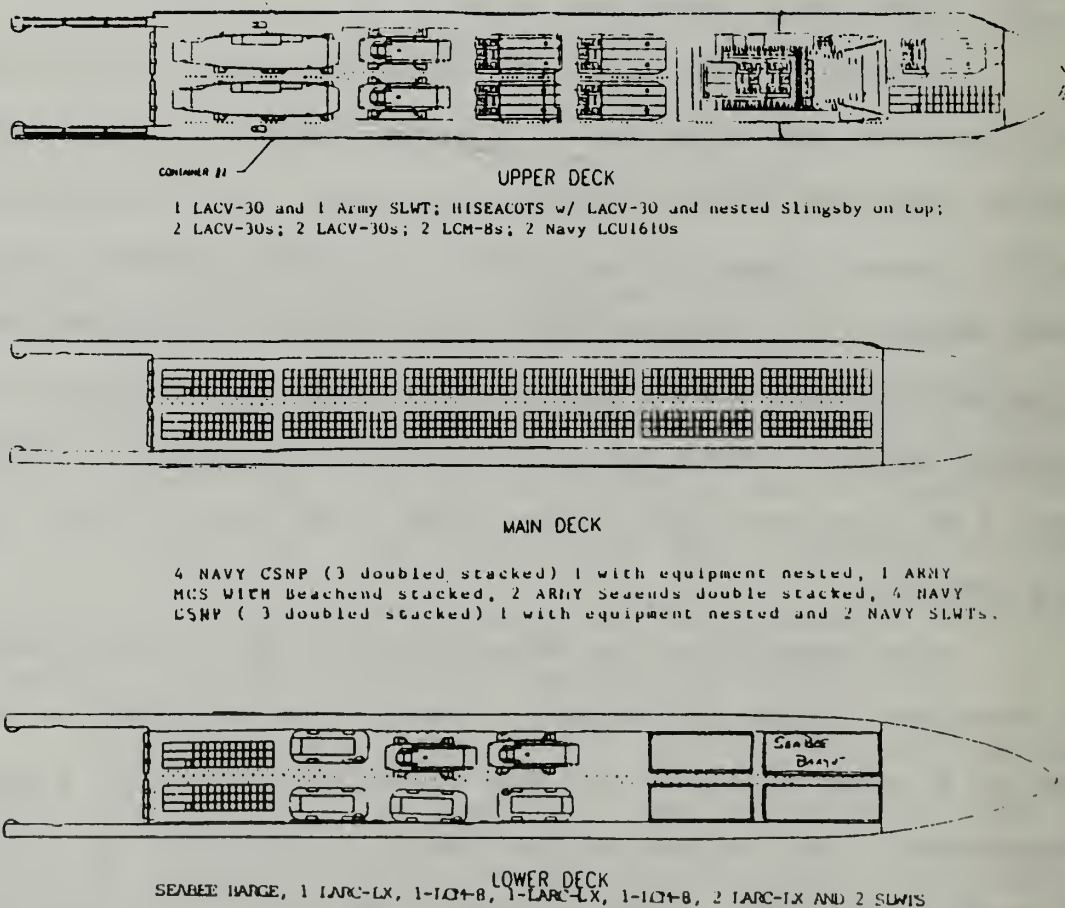 CONTAINER #1
UPPER DECK
1 LACV-30 and 1 Army SLWT; HISEACOTS w/ LACV-30 and nested Slingsby on top;
2 LACV-30s; 2 LACV-30s; 2 LCM-8s; 2 Navy LCU1610s
MAIN DECK
4 NAVY CSNP (3 doubled stacked) 1 with equipment nested, 1 ARMY
MCS WITH Beachend stacked, 2 ARMY Seaends double stacked, 4 NAVY
CSNP ( 3 doubled stacked) 1 with equipment nested and 2 NAVY SLWTs.
SEABEE
BARGE
LOWER DECK
SEABEE BARGE, 1 LARC-LX, 1-LCM-8, 1-LARC-LX, 1-LCM-8, 2 LARC-LX AND 2 SLWTS